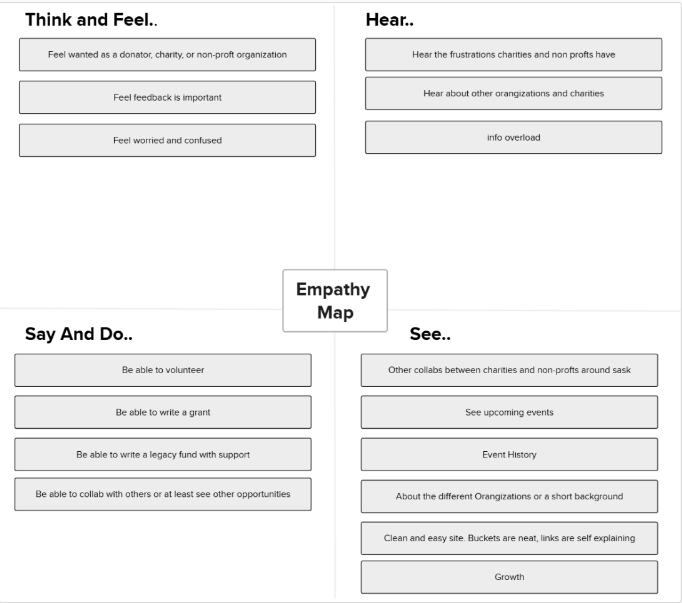 Think and Feel..
Feel wanted as a donator, charity, or non-proft organization
Feel feedback is important
Feel worried and confused
Hear..
Hear the frustrations charities and non profts have
Hear about other orangizations and charities
info overload
Empathy
Map
Say And Do..
Be able to volunteer
Be able to write a grant
Be able to write a legacy fund with support
Be able to collab with others or at least see other opportunities
See..
Other collabs between charities and non-profts around sask
See upcoming events
Event History
About the different Orangizations or a short background
Clean and easy site. Buckets are neat, links are self explaining
Growth